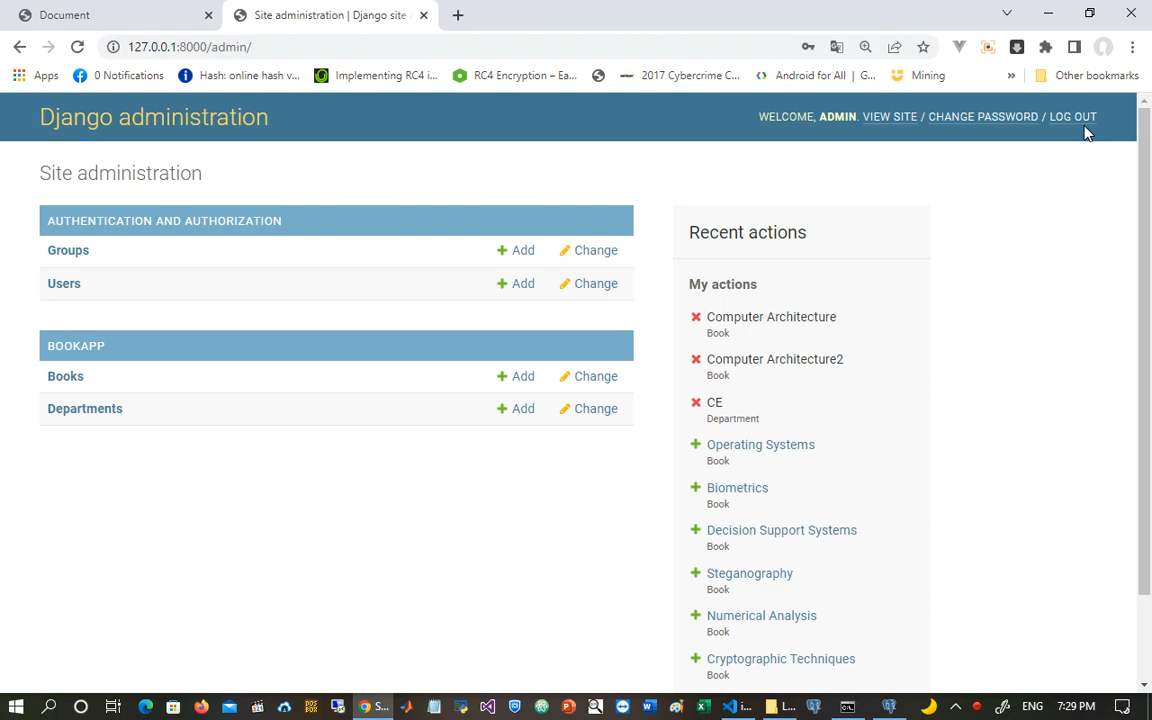 Document
Site administration | Django site
127.0.0.1:8000/admin/
Apps
0 Notifications
Hash: online hash v...
Implementing RC4 i...
RC4 Encryption – Ea...
2017 Cybercrime C...
Android for All | G...
Mining
»
Other bookmarks
Django administration
WELCOME, ADMIN. VIEW SITE / CHANGE PASSWORD / LOG OUT
Site administration
AUTHENTICATION AND AUTHORIZATION
Groups Add Change
Users Add Change
BOOKAPP
Books Add Change
Departments Add Change
Recent actions
My actions
Computer Architecture
Book
Computer Architecture2
Book
CE
Department
Operating Systems
Book
Biometrics
Book
Decision Support Systems
Book
Steganography
Book
Numerical Analysis
Book
Cryptographic Techniques
Book
S...
i...
L...
ENG
7:29 PM